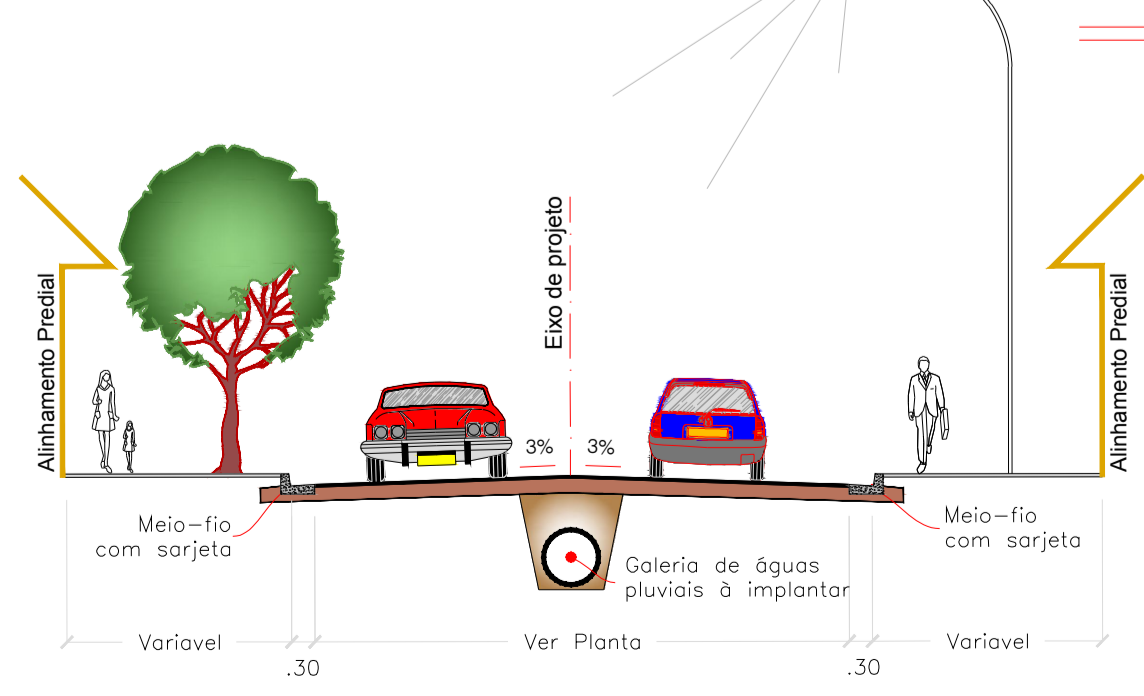 Eixo de projeto
Alinhamento Predial
Alinhamento Predial
3%
3%
Meio-fio
com sarjeta
Meio-fio
com sarjeta
Galeria de águas
pluviais à implantar
Variavel
Ver Planta
Variavel
.30
.30